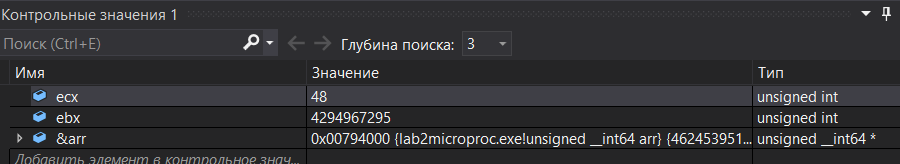 Контрольные значения 1
Поиск (Ctrl+E) Глубина поиска: 3
Имя Значение Тип
ecx 48 unsigned int
ebx 4294967295 unsigned int
&arr 0x00794000 {lab2microproc.exe!unsigned __int64 arr} {462453951... unsigned __int64 *
Добавить элемент в контрольное знач...